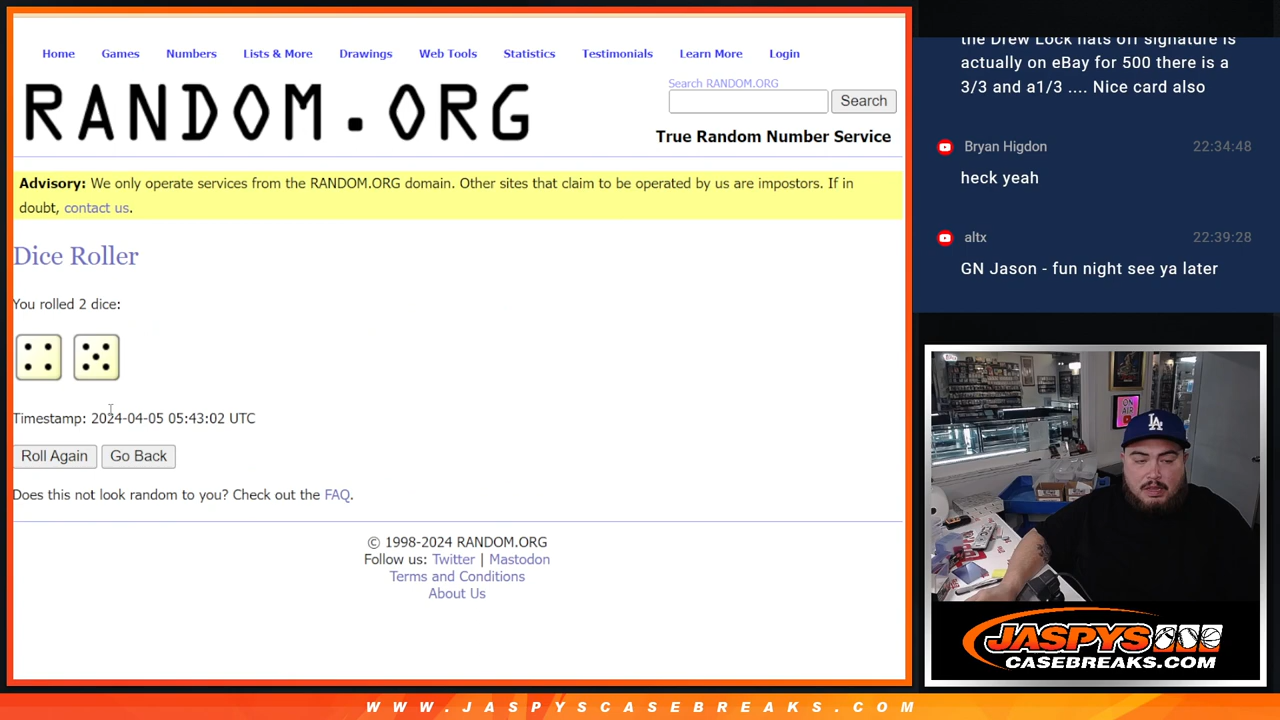 Home Games Numbers Lists & More Drawings Web Tools Statistics Testimonials Learn More Login
RANDOM.ORG
Search RANDOM.ORG
Search
True Random Number Service
Advisory: We only operate services from the RANDOM.ORG domain. Other sites that claim to be operated by us are impostors. If in
doubt, contact us.
Dice Roller
You rolled 2 dice:
Timestamp: 2024-04-05 05:43:02 UTC
Roll Again Go Back
Does this not look random to you? Check out the FAQ.
© 1998-2024 RANDOM.ORG
Follow us: Twitter | Mastodon
Terms and Conditions
About Us
the Drew Lock hats off signature is
actually on eBay for 500 there is a
3/3 and a1/3 .... Nice card also
Bryan Higdon 22:34:48
heck yeah
altx 22:39:28
GN Jason - fun night see ya later
ON
AIR
LA
JASPYS
CASEBREAKS.COM
WWW.JASPYSCASEBREAKS.COM